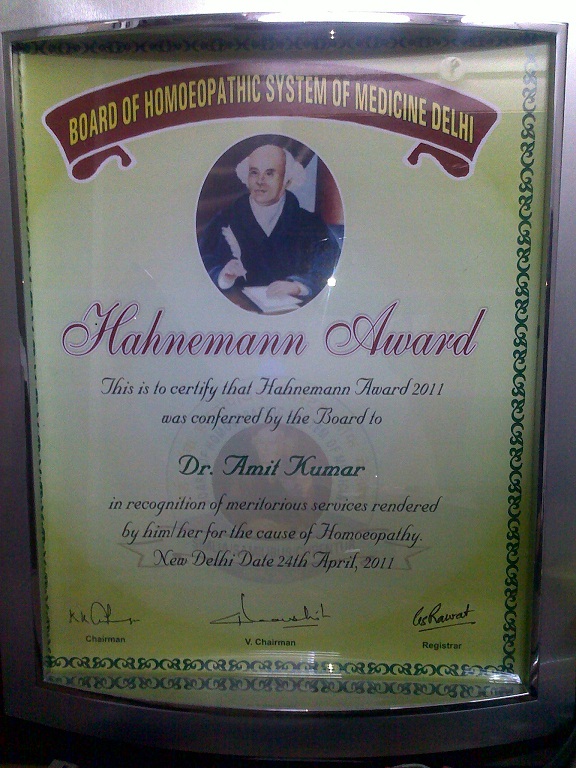 BOARD OF HOMOEOPATHIC SYSTEM OF MEDICINE DELHI
Hahnemann Award
This is to certify that Hahnemann Award 2011
was conferred by the Board to
Dr. Amit Kumar
in recognition of meritorious services rendered
by him/her for the cause of Homoeopathy.
New Delhi Date 24th April, 2011
GsRawat
Chairman
V. Chairman
Registrar